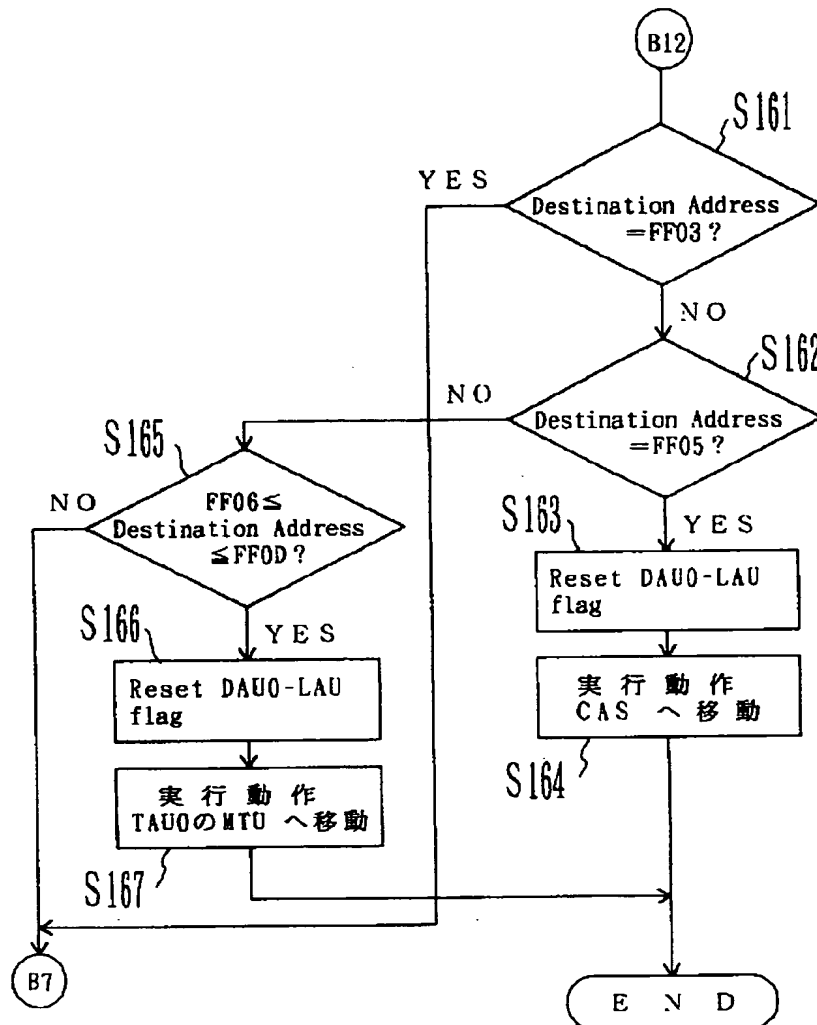 B12
S161
YES
Destination Address
=FF03?
NO
S162
NO
Destination Address
=FF05?
S165
NO
FF06≦
Destination Address
≦FF0D?
S163
YES
Reset DAU0-LAU
flag
S166
YES
Reset DAU0-LAU
flag
実行動作
CAS へ移動
S164
実行動作
TAU0のMTU へ移動
S167
B7
END